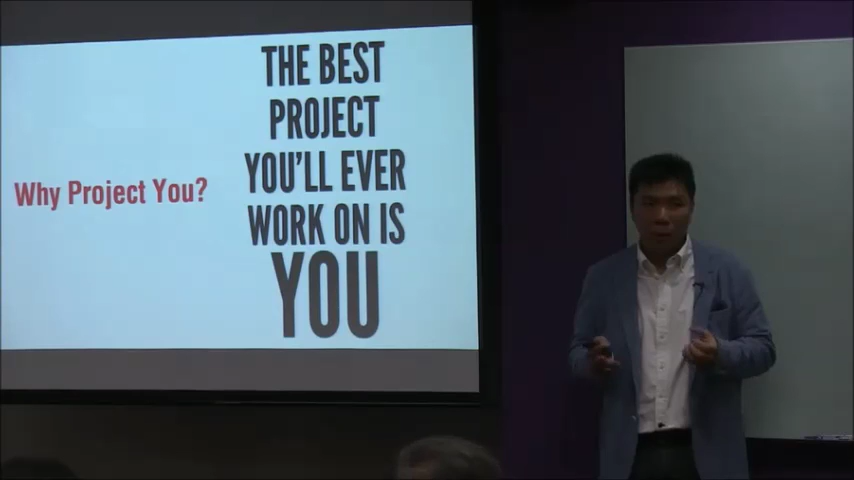 Why Project You?
THE BEST
PROJECT
YOU'LL EVER
WORK ON IS
YOU